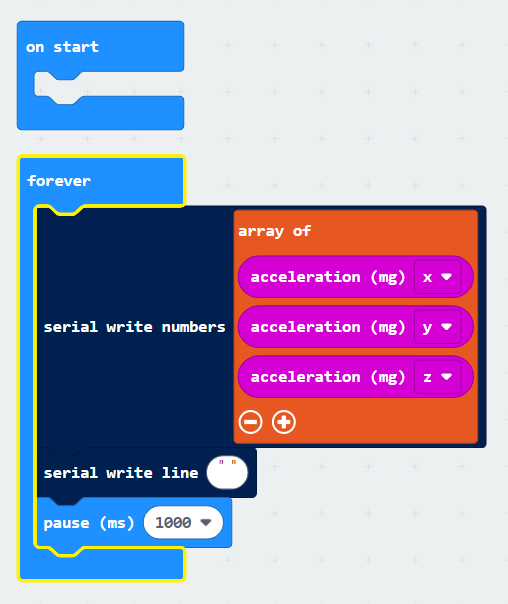 on start
forever
array of
acceleration (mg) x
acceleration (mg) y
serial write numbers
acceleration (mg) z
serial write line " "
pause (ms) 1000